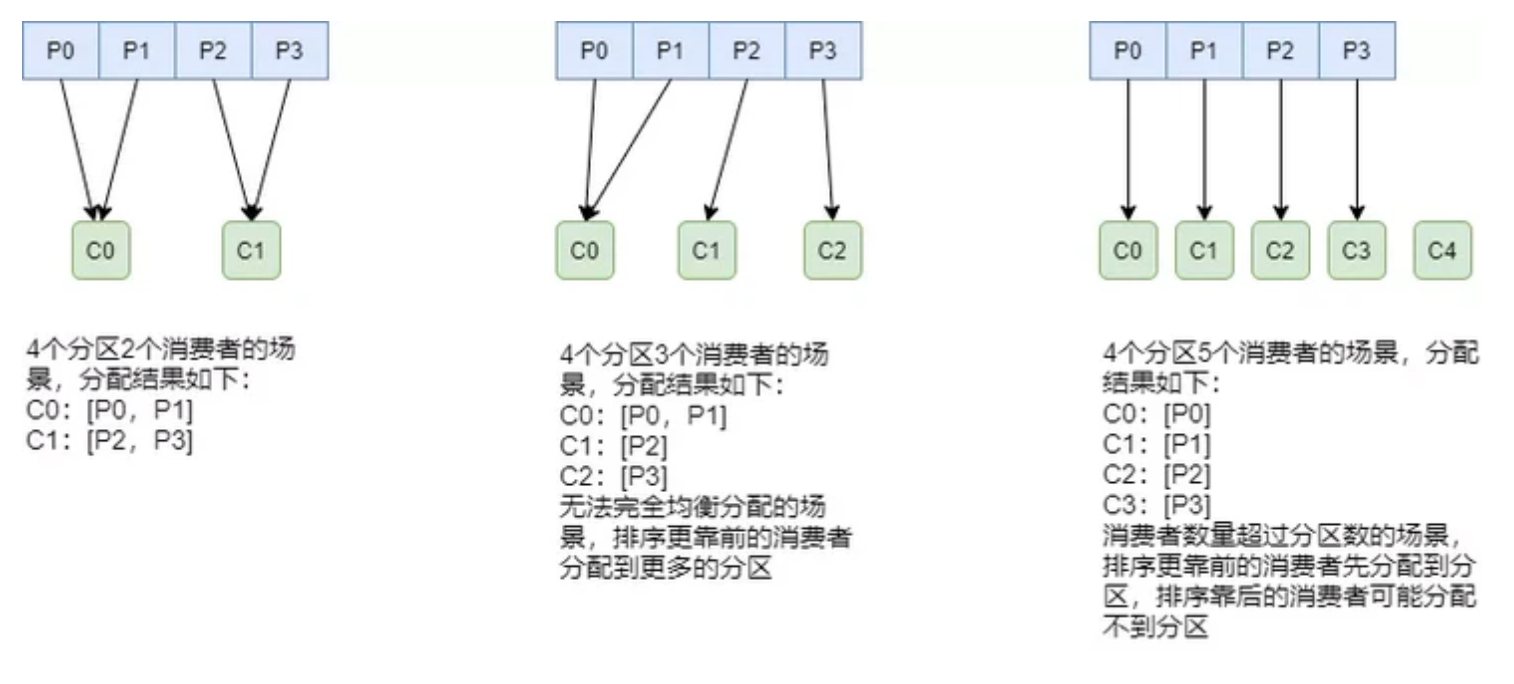 P0 P1 P2 P3
C0 C1
4个分区2个消费者的场
景，分配结果如下：
C0：[P0，P1]
C1：[P2，P3]
P0 P1 P2 P3
C0 C1 C2
4个分区3个消费者的场
景，分配结果如下：
C0：[P0，P1]
C1：[P2]
C2：[P3]
无法完全均衡分配的场
景，排序更靠前的消费者
分配到更多的分区
P0 P1 P2 P3
C0 C1 C2 C3 C4
4个分区5个消费者的场景，分配
结果如下：
C0：[P0]
C1：[P1]
C2：[P2]
C3：[P3]
消费者数量超过分区数的场景，
排序更靠前的消费者先分配到分
区，排序靠后的消费者可能分配
不到分区